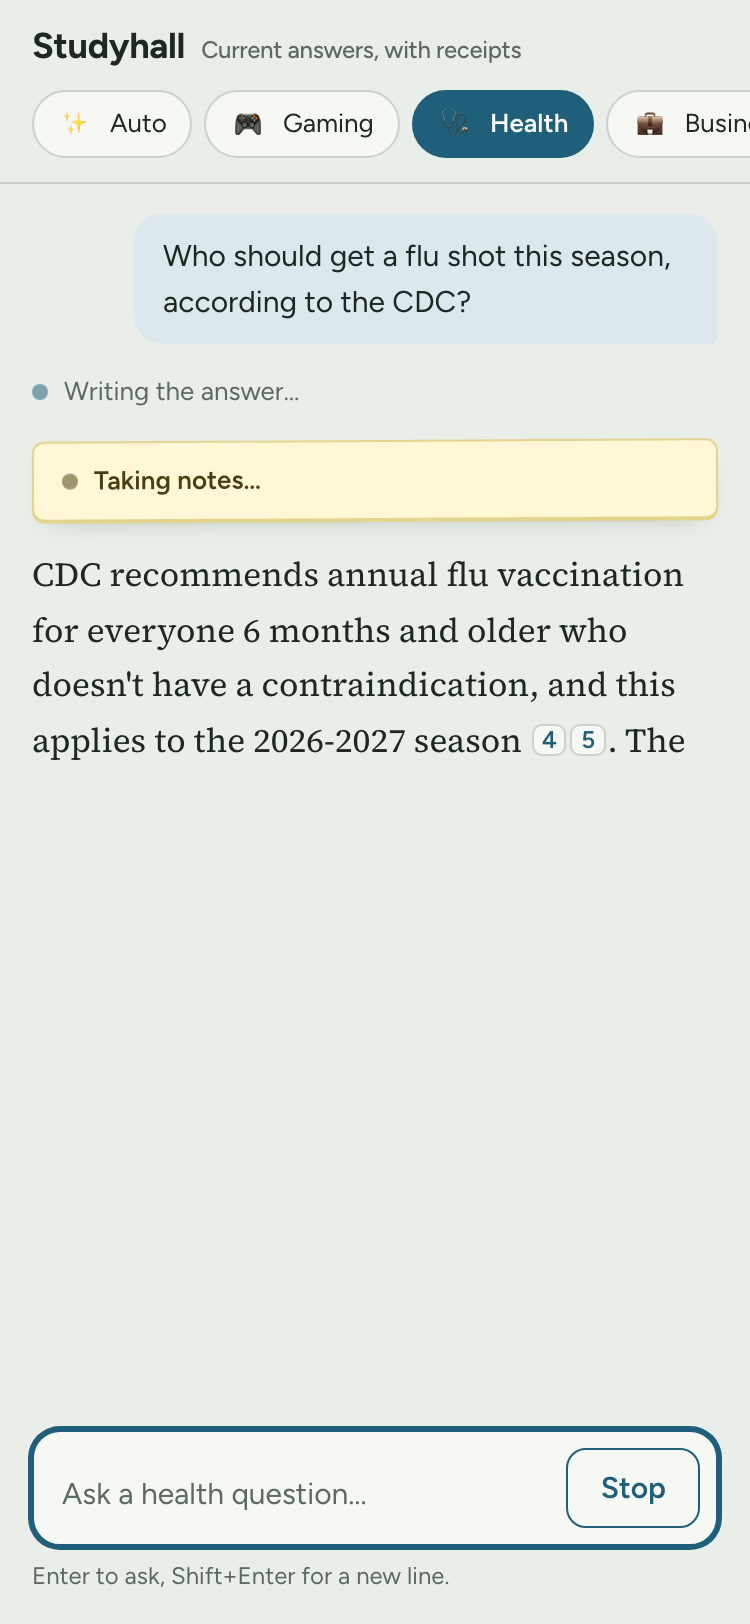 Studyhall Current answers, with receipts
Auto Gaming Health
Who should get a flu shot this season,
according to the CDC?
Writing the answer...
Taking notes...
CDC recommends annual flu vaccination
for everyone 6 months and older who
doesn't have a contraindication, and this
applies to the 2026-2027 season 4 5. The
Ask a health question... Stop
Enter to ask, Shift+Enter for a new line.